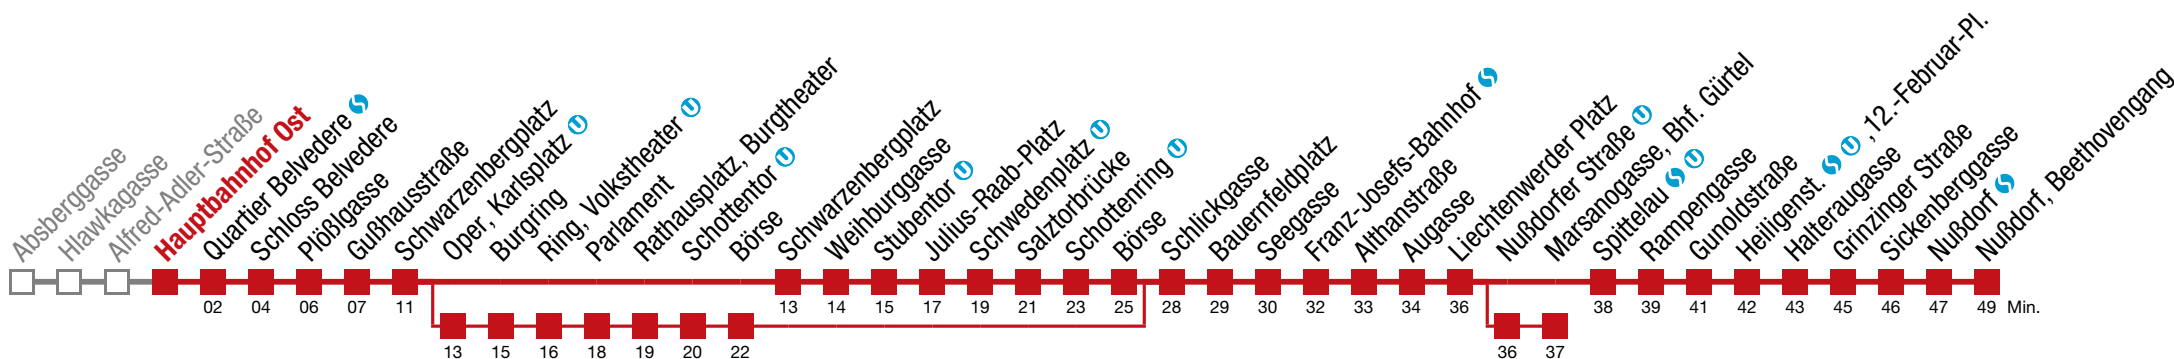 Absberggasse
Hlawkagasse
Alfred-Adler-Straße
Hauptbahnhof Ost
Quartier Belvedere
Schloss Belvedere
Plößlgasse
Gußhausstraße
Schwarzenbergplatz
Oper, Karlsplatz U
Burgring
Ring, Volkstheater U
Parlament
Rathausplatz, Burgtheater
Schottentor U
Börse
Schwarzenbergplatz
Weihburggasse
Stubentor U
Julius-Raab-Platz
Schwedenplatz U
Salztorbrücke
Schottenring U
Börse
Schlickgasse
Bauernfeldplatz
Seegasse
Franz-Josefs-Bahnhof
Althanstraße
Augasse
Liechtenwerder Platz
Nußdorfer Straße U
Marsanogasse, Bhf. Gürtel
Spittelau U
Rampengasse
Gunoldstraße
Heiligenst. U , 12.-Februar-Pl.
Halteraugasse
Grinzinger Straße
Sickenberggasse
Nußdorf
Nußdorf, Beethovengang
02 04 06 07 11 13 14 15 17 19 21 23 25 28 29 30 32 33 34 36 38 39 41 42 43 45 46 47 49 Min.
13 15 16 18 19 20 22 36 37